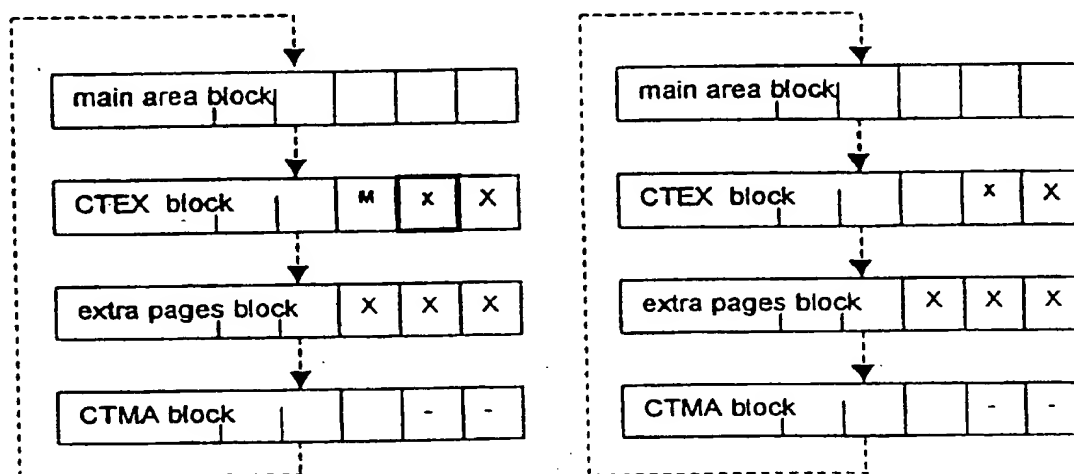 main area block
CTEX block M x X
extra pages block X X X
CTMA block - -
main area block
CTEX block x X
extra pages block X X X
CTMA block - -